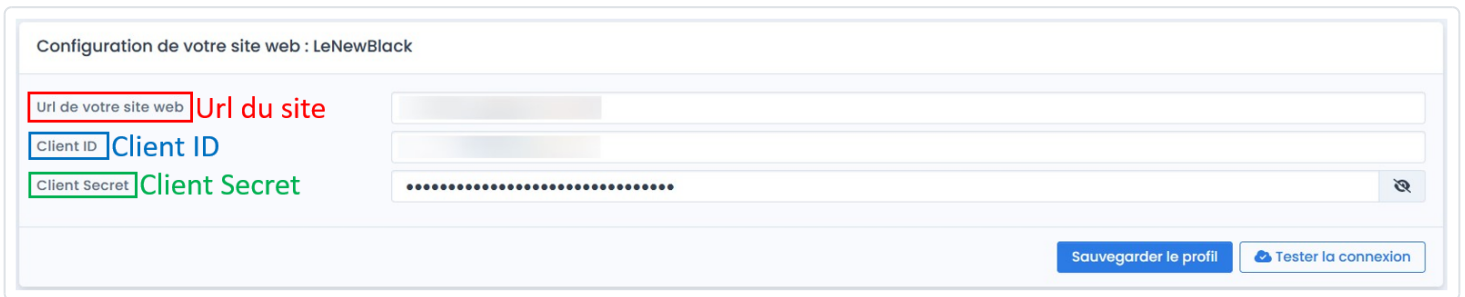 Configuration de votre site web : LeNewBlack
Url de votre site web Url du site
Client ID Client ID
Client Secret Client Secret ••••••••••••••••••••••••••••••••
Sauvegarder le profil Tester la connexion